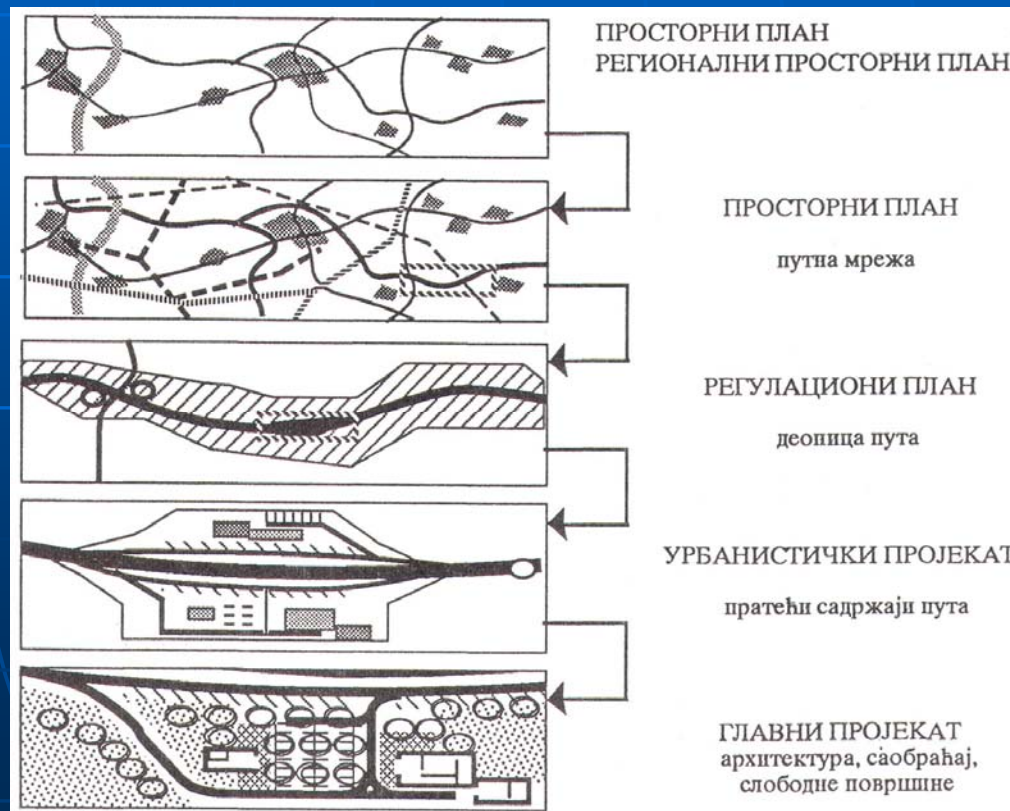 ПРОСТОРНИ ПЛАН
РЕГИОНАЛНИ ПРОСТОРНИ ПЛАН
ПРОСТОРНИ ПЛАН
путна мрежа
РЕГУЛАЦИОНИ ПЛАН
деоница пута
УРБАНИСТИЧКИ ПРОЈЕКАТ
пратећи садржаји пута
ГЛАВНИ ПРОЈЕКАТ
архитектура, саобраћај,
слободне површине